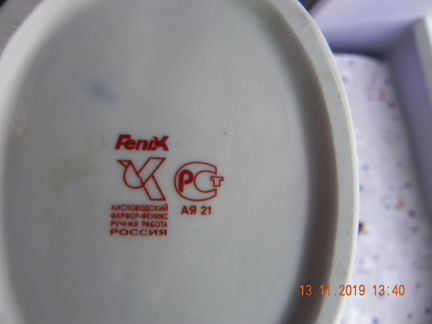 FeniX
КИСЛОВОДСКИЙ
ФАРФОР-ФЕНИКС
РУЧНАЯ РАБОТА
РОССИЯ
РСТ
АЯ 21
13.11.2019 13:40